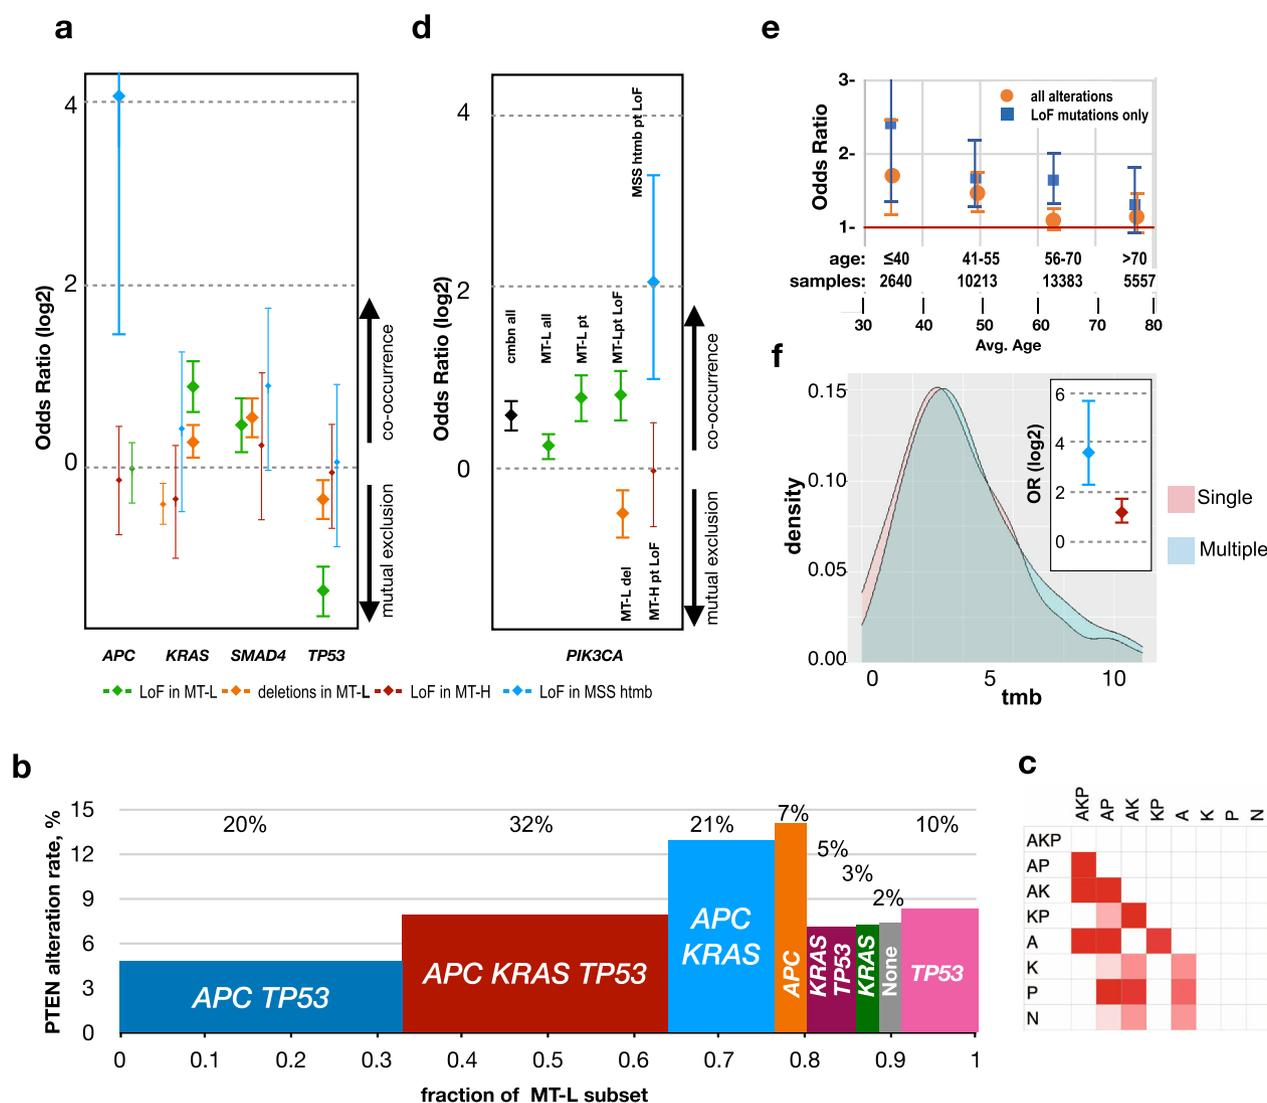 a
4
2
0
Odds Ratio (log2)
co-occurrence
mutual exclusion
APC KRAS SMAD4 TP53
LoF in MT-L deletions in MT-L LoF in MT-H LoF in MSS htmb
d
4
2
0
Odds Ratio (log2)
cmbn all
MT-L all
MT-L pt
MT-Lpt LoF
MSS htmb pt LoF
MT-L del
MT-H pt LoF
co-occurrence
mutual exclusion
PIK3CA
e
3-
2-
1-
Odds Ratio
all alterations
LoF mutations only
age: ≤40 41-55 56-70 >70
samples: 2640 10213 13383 5557
30 40 50 60 70 80
Avg. Age
f
0.15
0.10
0.05
0.00
density
0 5 10
tmb
6
4
2
0
OR (log2)
Single
Multiple
b
15
12
9
6
3
0
PTEN alteration rate, %
20% 32% 21% 7% 5% 3% 2% 10%
APC TP53
APC KRAS TP53
APC
KRAS
APC
KRAS
TP53
KRAS
None
TP53
0 0.1 0.2 0.3 0.4 0.5 0.6 0.7 0.8 0.9 1
fraction of MT-L subset
c
AKP AP AK KP A K P N
AKP
AP
AK
KP
A
K
P
N